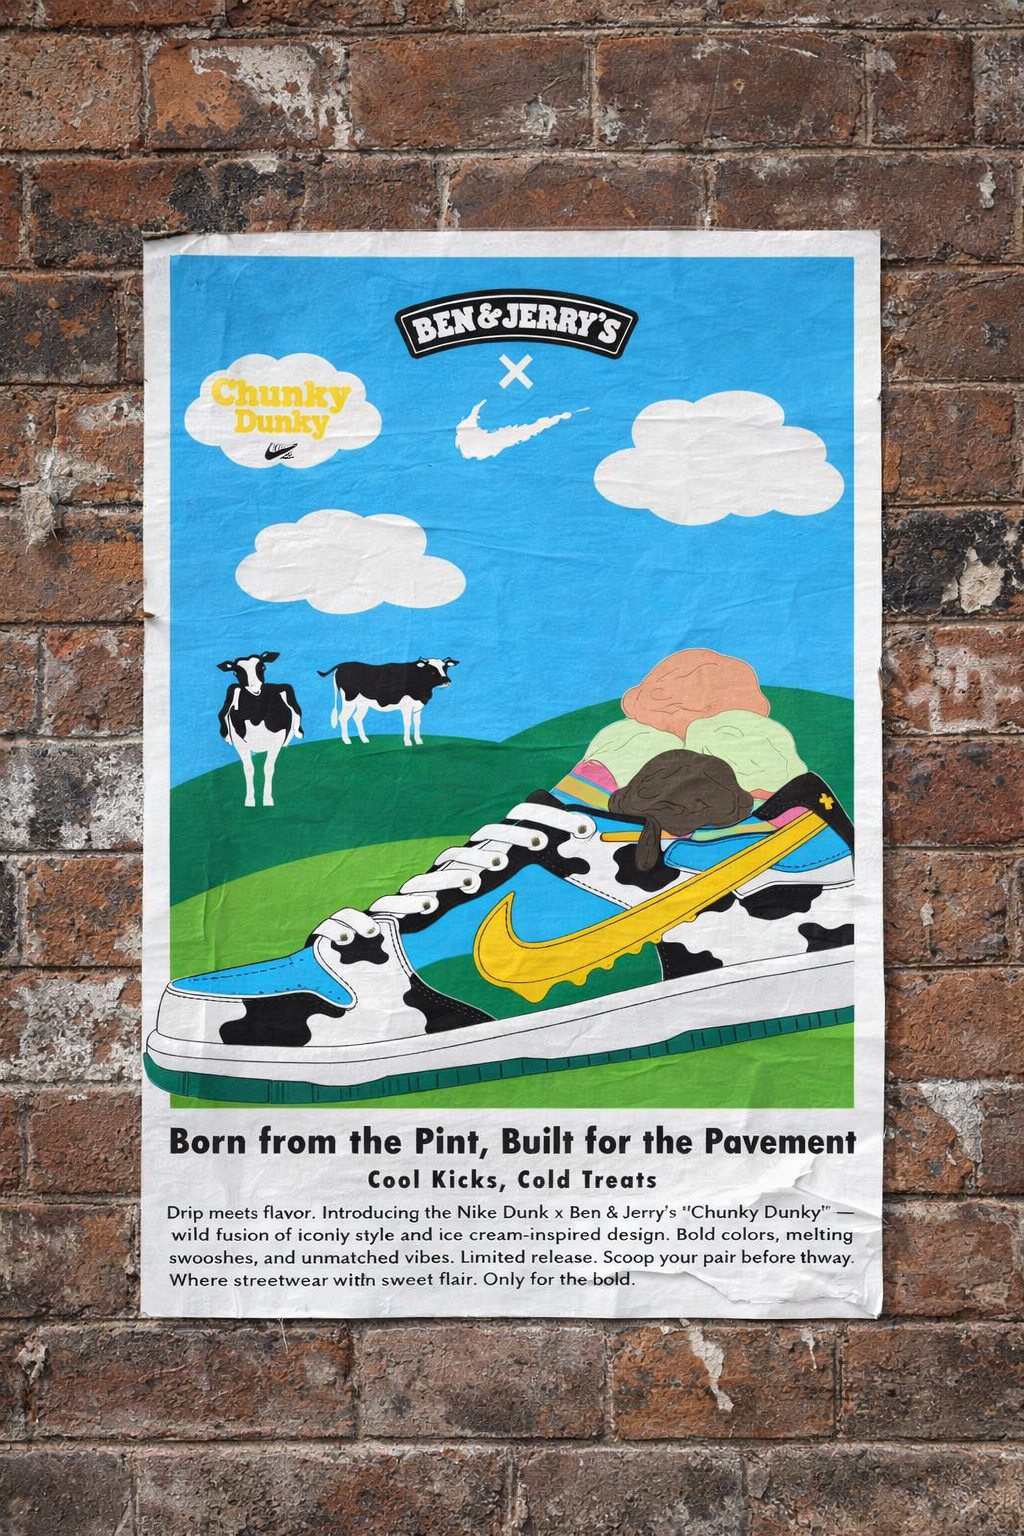 BEN & JERRY'S
X
Chunky
Dunky
Born from the Pint, Built for the Pavement
Cool Kicks, Cold Treats
Drip meets flavor. Introducing the Nike Dunk x Ben & Jerry's "Chunky Dunky" —
wild fusion of iconly style and ice cream-inspired design. Bold colors, melting
swooshes, and unmatched vibes. Limited release. Scoop your pair before thway.
Where streetwear with sweet flair. Only for the bold.